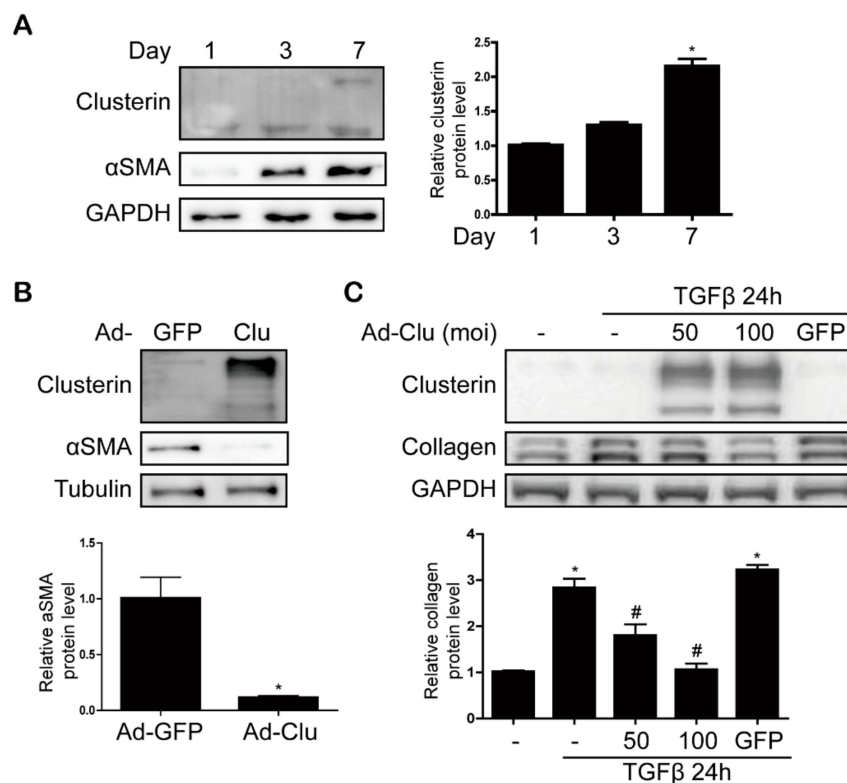 A
Day 1 3 7
Clusterin
αSMA
GAPDH
Relative clusterin
protein level
2.5
2.0
1.5
1.0
0.5
0.0
*
Day 1 3 7
B
Ad- GFP Clu
Clusterin
αSMA
Tubulin
Relative aSMA
protein level
1.5
1.0
0.5
0.0
*
Ad-GFP Ad-Clu
C
TGFβ 24h
Ad-Clu (moi) - - 50 100 GFP
Clusterin
Collagen
GAPDH
Relative collagen
protein level
4
3
2
1
0
* # # *
- - 50 100 GFP
TGFβ 24h